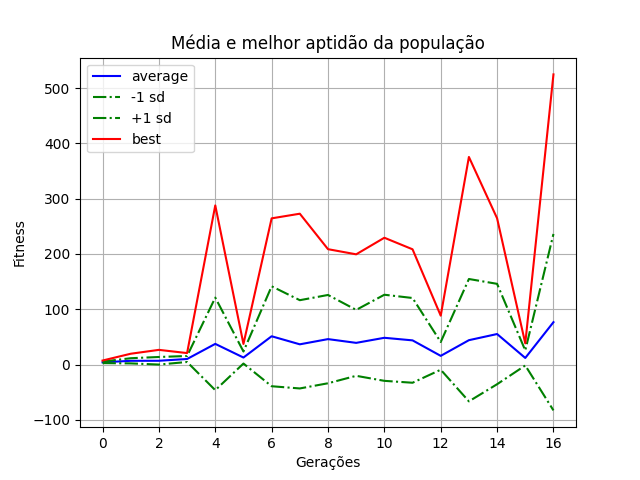 Média e melhor aptidão da população
average
-1 sd
+1 sd
best
500
400
300
200
100
0
−100
Fitness
0 2 4 6 8 10 12 14 16
Gerações